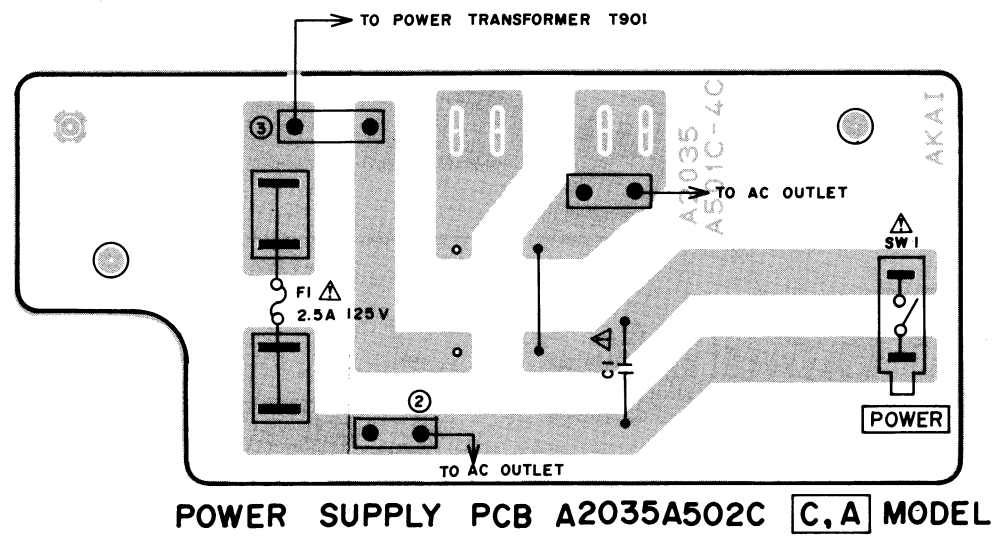 TO POWER TRANSFORMER T901
③
A2035
A501C-4C
AKAI
TO AC OUTLET
⚠
SW1
F1 ⚠
2.5A 125V
⚠
C1
②
POWER
TO AC OUTLET
POWER SUPPLY PCB A2035A502C C, A MODEL